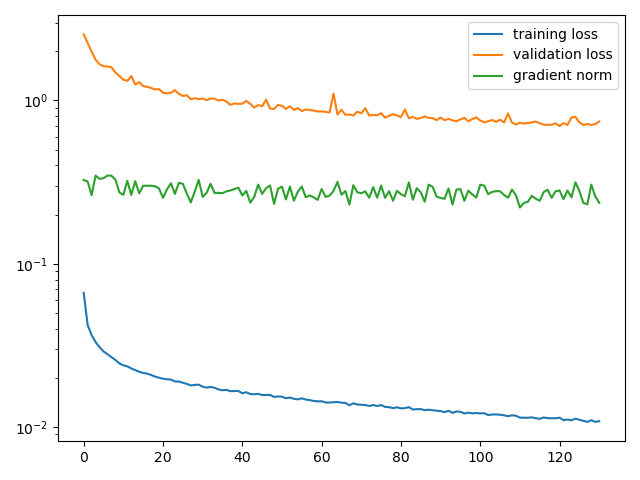 training loss
validation loss
gradient norm
10⁰
10⁻¹
10⁻²
0 20 40 60 80 100 120